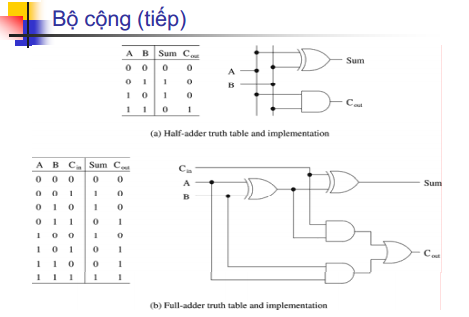 Bộ cộng (tiếp)
A B Sum Cout
0 0 0 0
0 1 1 0
1 0 1 0
1 1 0 1
A
B
Sum
Cout
(a) Half-adder truth table and implementation
A B Cin Sum Cout
0 0 0 0 0
0 0 1 1 0
0 1 0 1 0
0 1 1 0 1
1 0 0 1 0
1 0 1 0 1
1 1 0 0 1
1 1 1 1 1
Cin
A
B
Sum
Cout
(b) Full-adder truth table and implementation